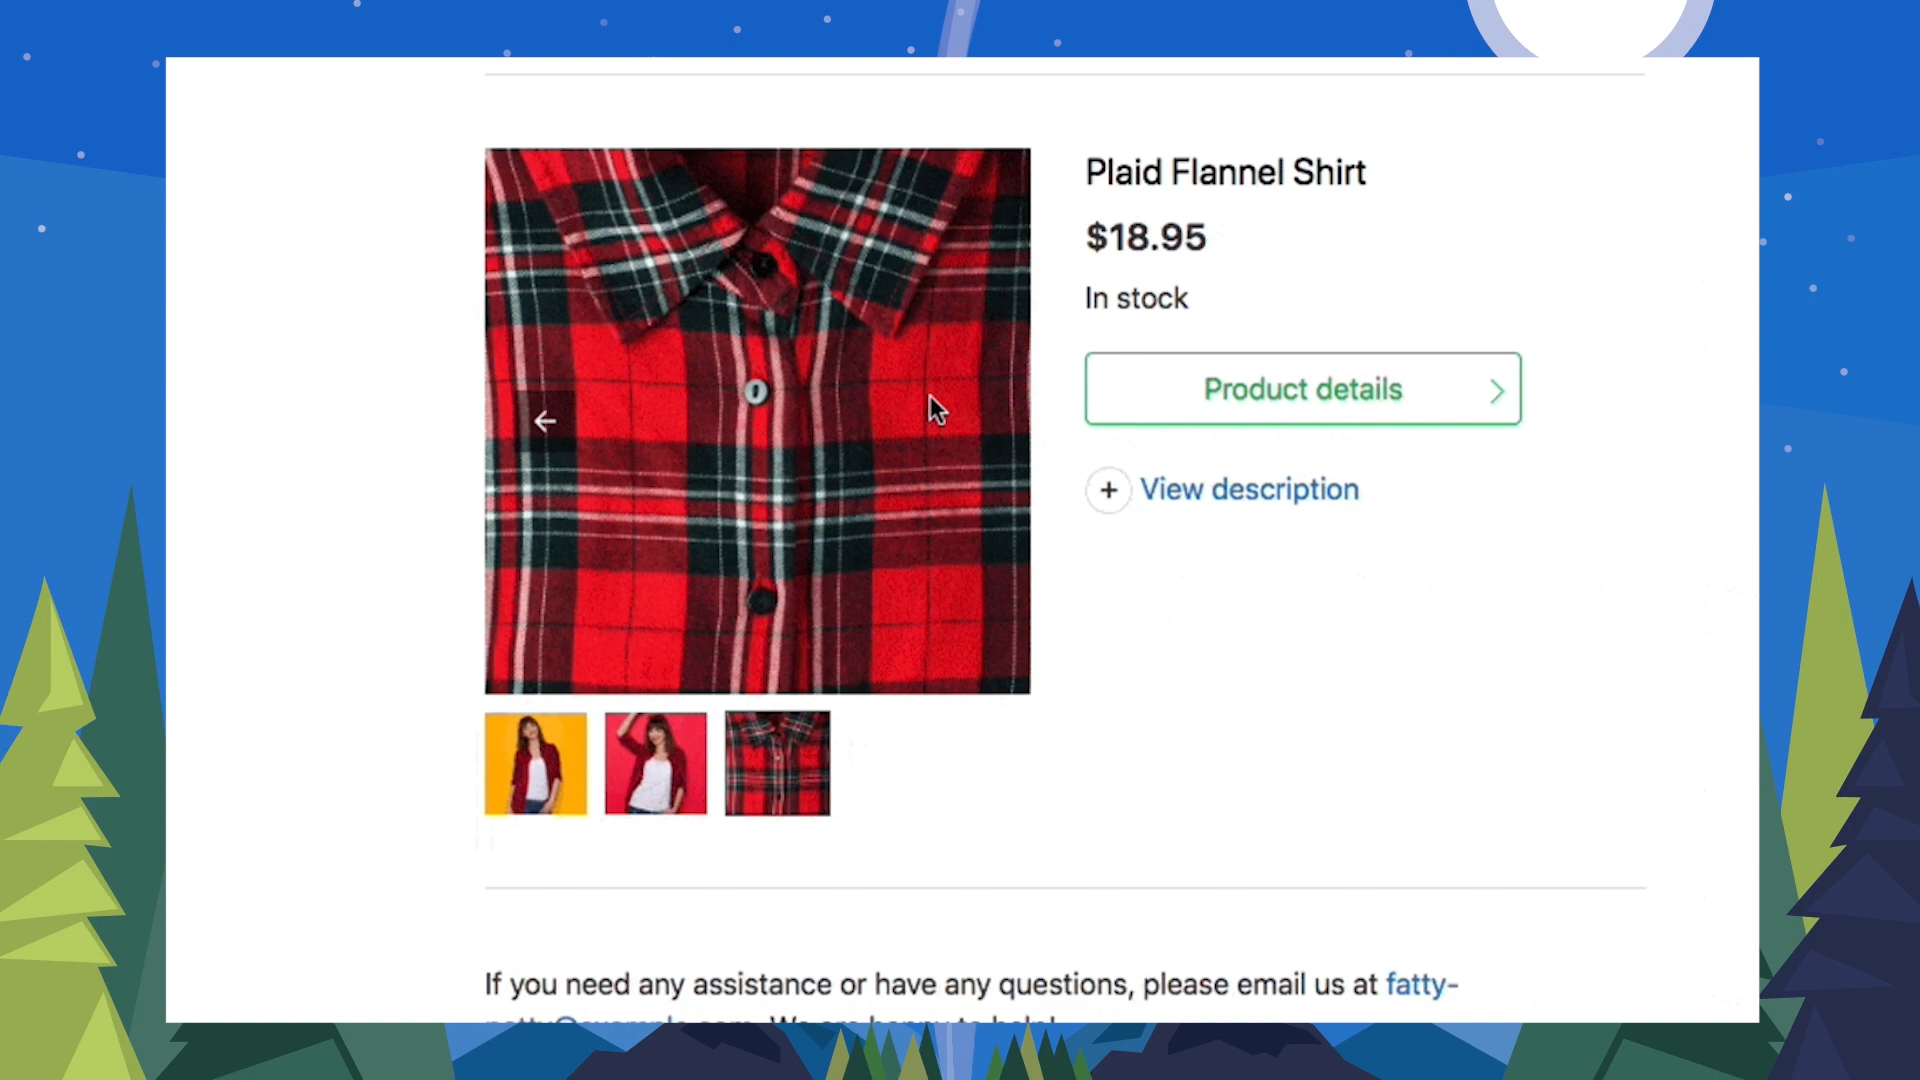 Plaid Flannel Shirt
$18.95
In stock
Product details
View description
If you need any assistance or have any questions, please email us at fatty-